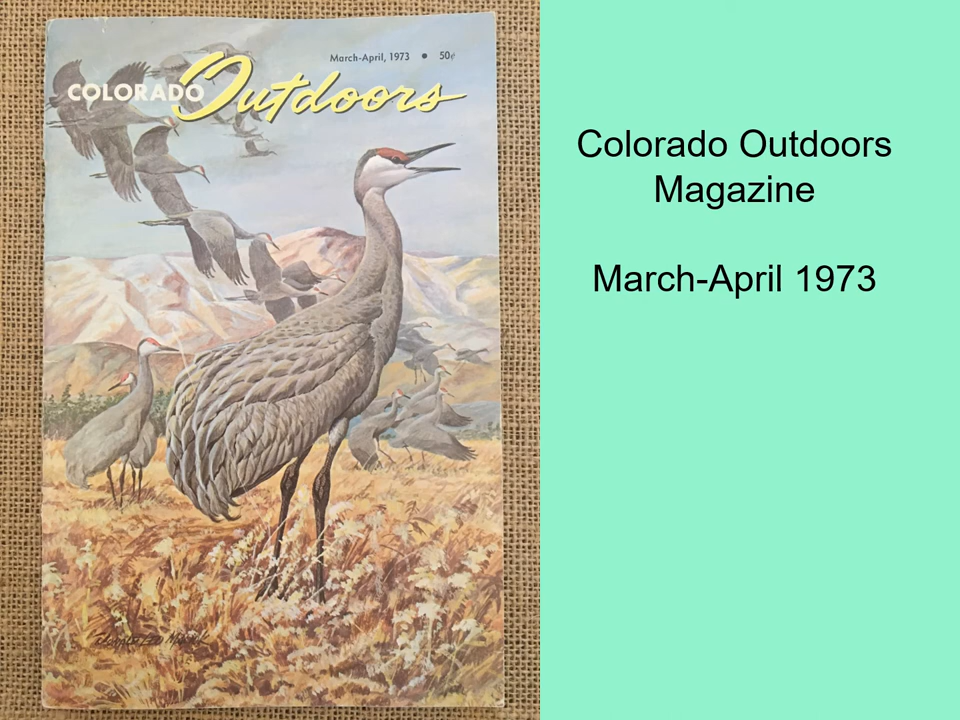 March-April, 1973 • 50¢
COLORADO Outdoors
Colorado Outdoors
Magazine
March-April 1973